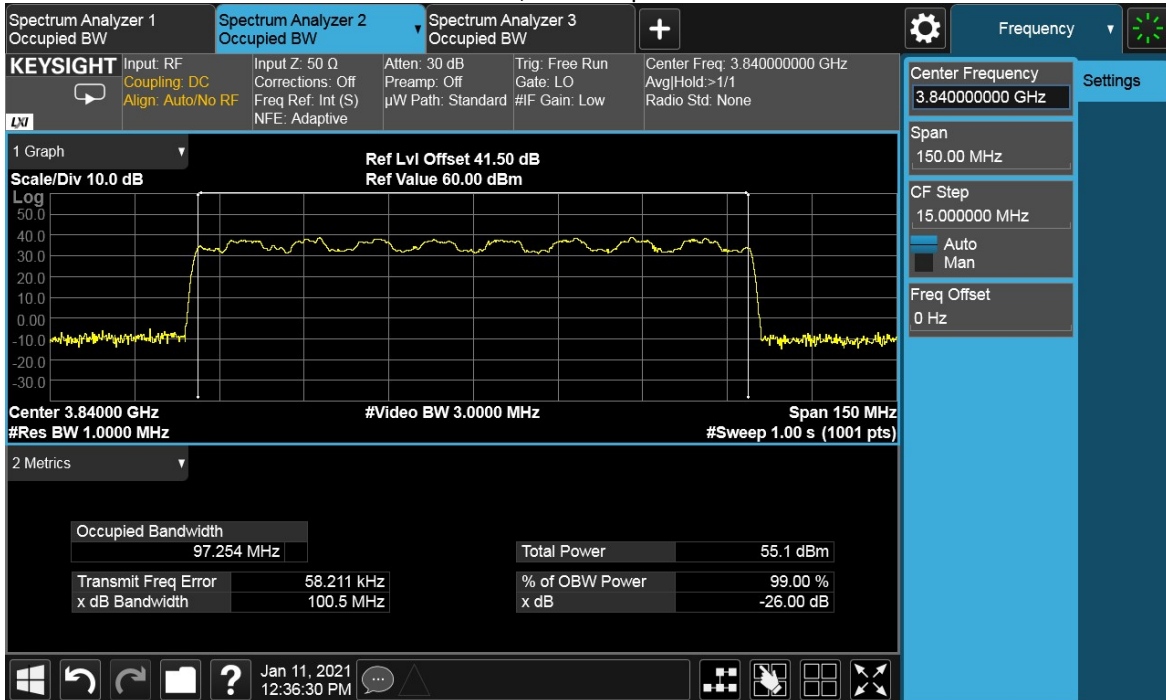 Spectrum Analyzer 1
Occupied BW
Spectrum Analyzer 2
Occupied BW
Spectrum Analyzer 3
Occupied BW
+
Frequency
KEYSIGHT
LXI
Input: RF
Coupling: DC
Align: Auto/No RF
Input Z: 50 Ω
Corrections: Off
Freq Ref: Int (S)
NFE: Adaptive
Atten: 30 dB
Preamp: Off
µW Path: Standard
Trig: Free Run
Gate: LO
#IF Gain: Low
Center Freq: 3.840000000 GHz
Avg|Hold:>1/1
Radio Std: None
Center Frequency
3.840000000 GHz
Settings
Span
150.00 MHz
CF Step
15.000000 MHz
Auto
Man
Freq Offset
0 Hz
1 Graph
Scale/Div 10.0 dB
Ref Lvl Offset 41.50 dB
Ref Value 60.00 dBm
Log
50.0
40.0
30.0
20.0
10.0
0.00
-10.0
-20.0
-30.0
Center 3.84000 GHz
#Video BW 3.0000 MHz
Span 150 MHz
#Res BW 1.0000 MHz
#Sweep 1.00 s (1001 pts)
2 Metrics
Occupied Bandwidth
97.254 MHz
Total Power 55.1 dBm
Transmit Freq Error 58.211 kHz
% of OBW Power 99.00 %
x dB Bandwidth 100.5 MHz
x dB -26.00 dB
?
Jan 11, 2021
12:36:30 PM